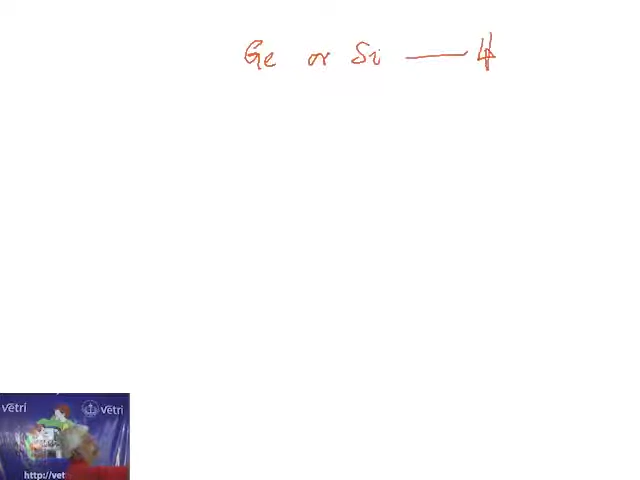 Ge or Si — 4
vetri
vetri
http://vet